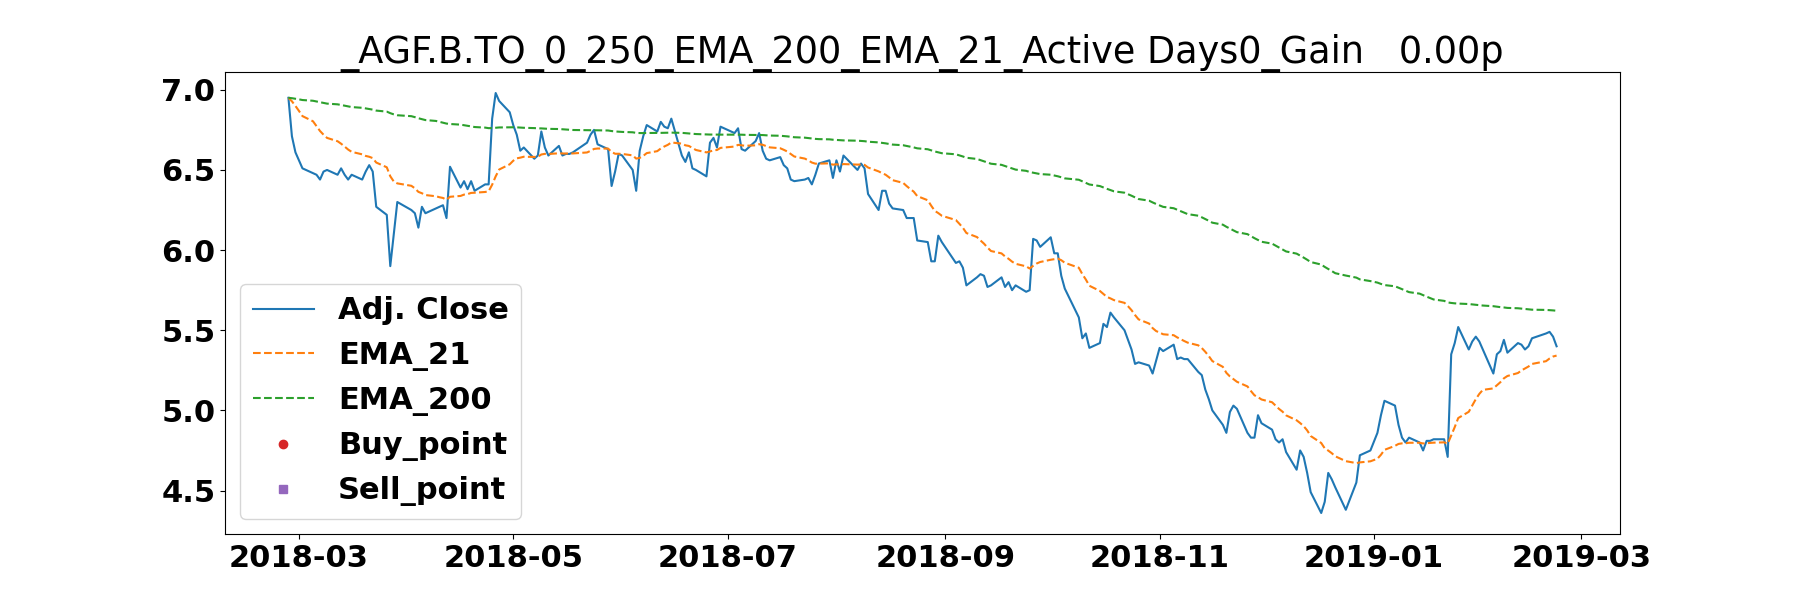 _AGF.B.TO_0_250_EMA_200_EMA_21_Active Days0_Gain   0.00p
7.0
6.5
6.0
5.5
5.0
4.5
Adj. Close
EMA_21
EMA_200
Buy_point
Sell_point
2018-03 2018-05 2018-07 2018-09 2018-11 2019-01 2019-03